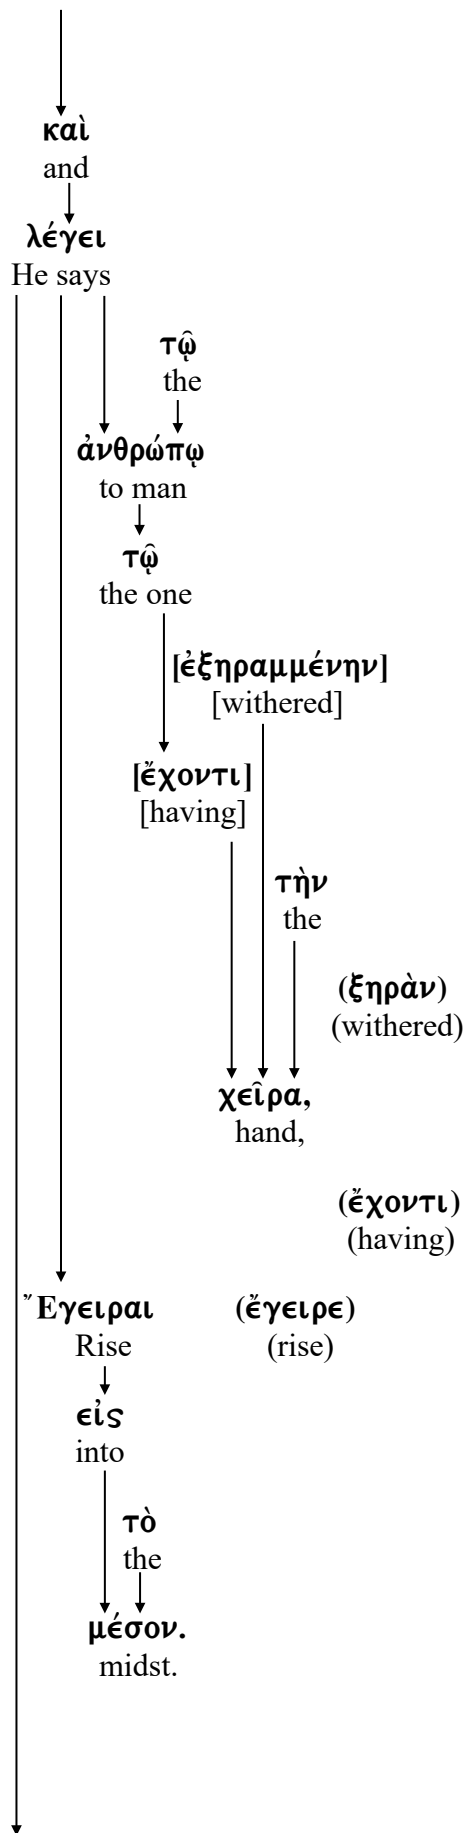 καὶ
and
λέγει
He says
τῷ
the
ἀνθρώπῳ
to man
τῷ
the one
[ἐξηραμμένην]
[withered]
[ἔχοντι]
[having]
τὴν
the
(ξηρὰν)
(withered)
χεῖρα,
hand,
(ἔχοντι)
(having)
Ἔγειραι (ἔγειρε)
Rise (rise)
εἰς
into
τὸ
the
μέσον.
midst.